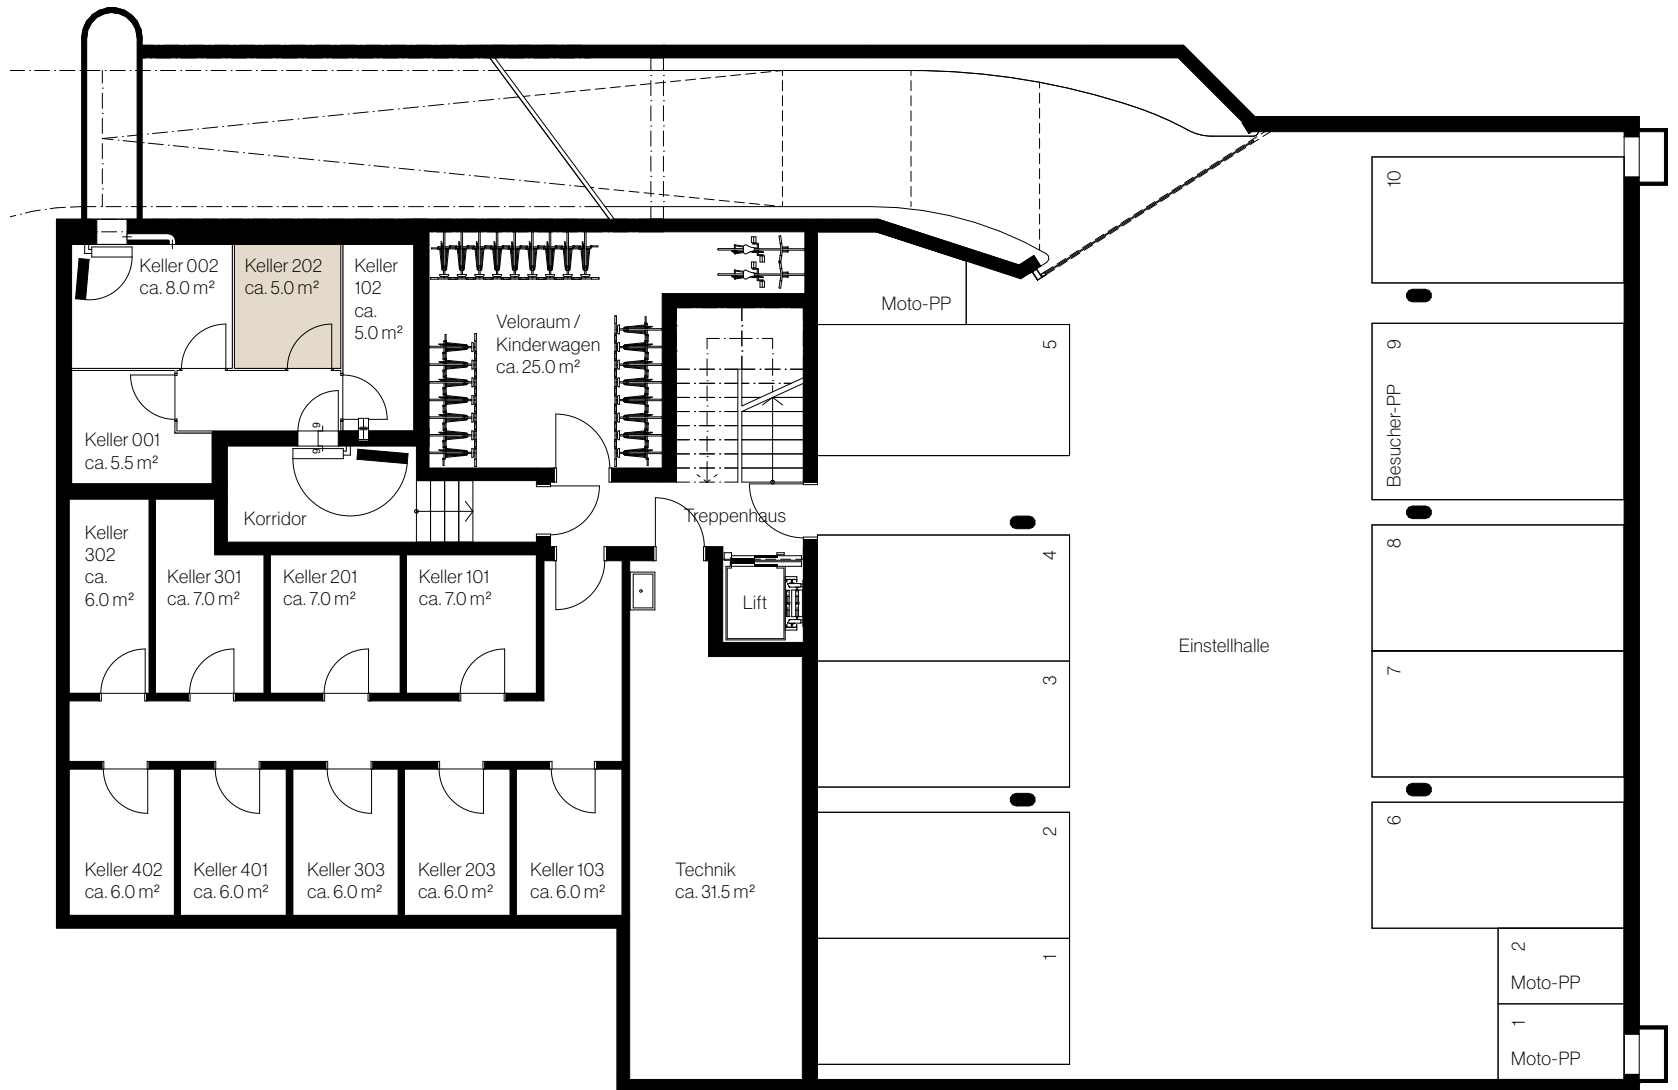 Keller 002
ca. 8.0 m²
Keller 202
ca. 5.0 m²
Keller
102
ca.
5.0 m²
Keller 001
ca. 5.5 m²
9
9
Korridor
Veloraum /
Kinderwagen
ca. 25.0 m²
Treppenhaus
Lift
Keller
302
ca.
6.0 m²
Keller 301
ca. 7.0 m²
Keller 201
ca. 7.0 m²
Keller 101
ca. 7.0 m²
Keller 402
ca. 6.0 m²
Keller 401
ca. 6.0 m²
Keller 303
ca. 6.0 m²
Keller 203
ca. 6.0 m²
Keller 103
ca. 6.0 m²
Technik
ca. 31.5 m²
Moto-PP
5
4
3
2
1
Einstellhalle
10
9
Besucher-PP
8
7
6
2
Moto-PP
1
Moto-PP